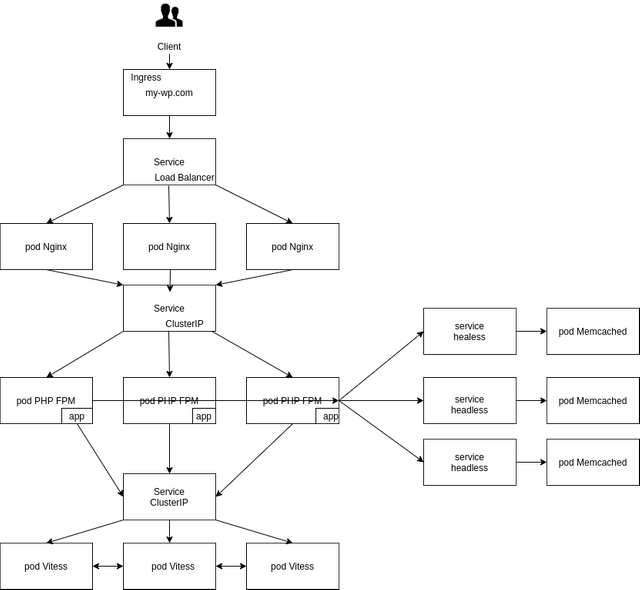 Client
Ingress
my-wp.com
Service
Load Balancer
pod Nginx
pod Nginx
pod Nginx
Service
ClusterIP
service
healess
pod Memcached
pod PHP FPM
app
pod PHP FPM
app
pod PHP FPM
app
service
headless
pod Memcached
service
headless
pod Memcached
Service
ClusterIP
pod Vitess
pod Vitess
pod Vitess